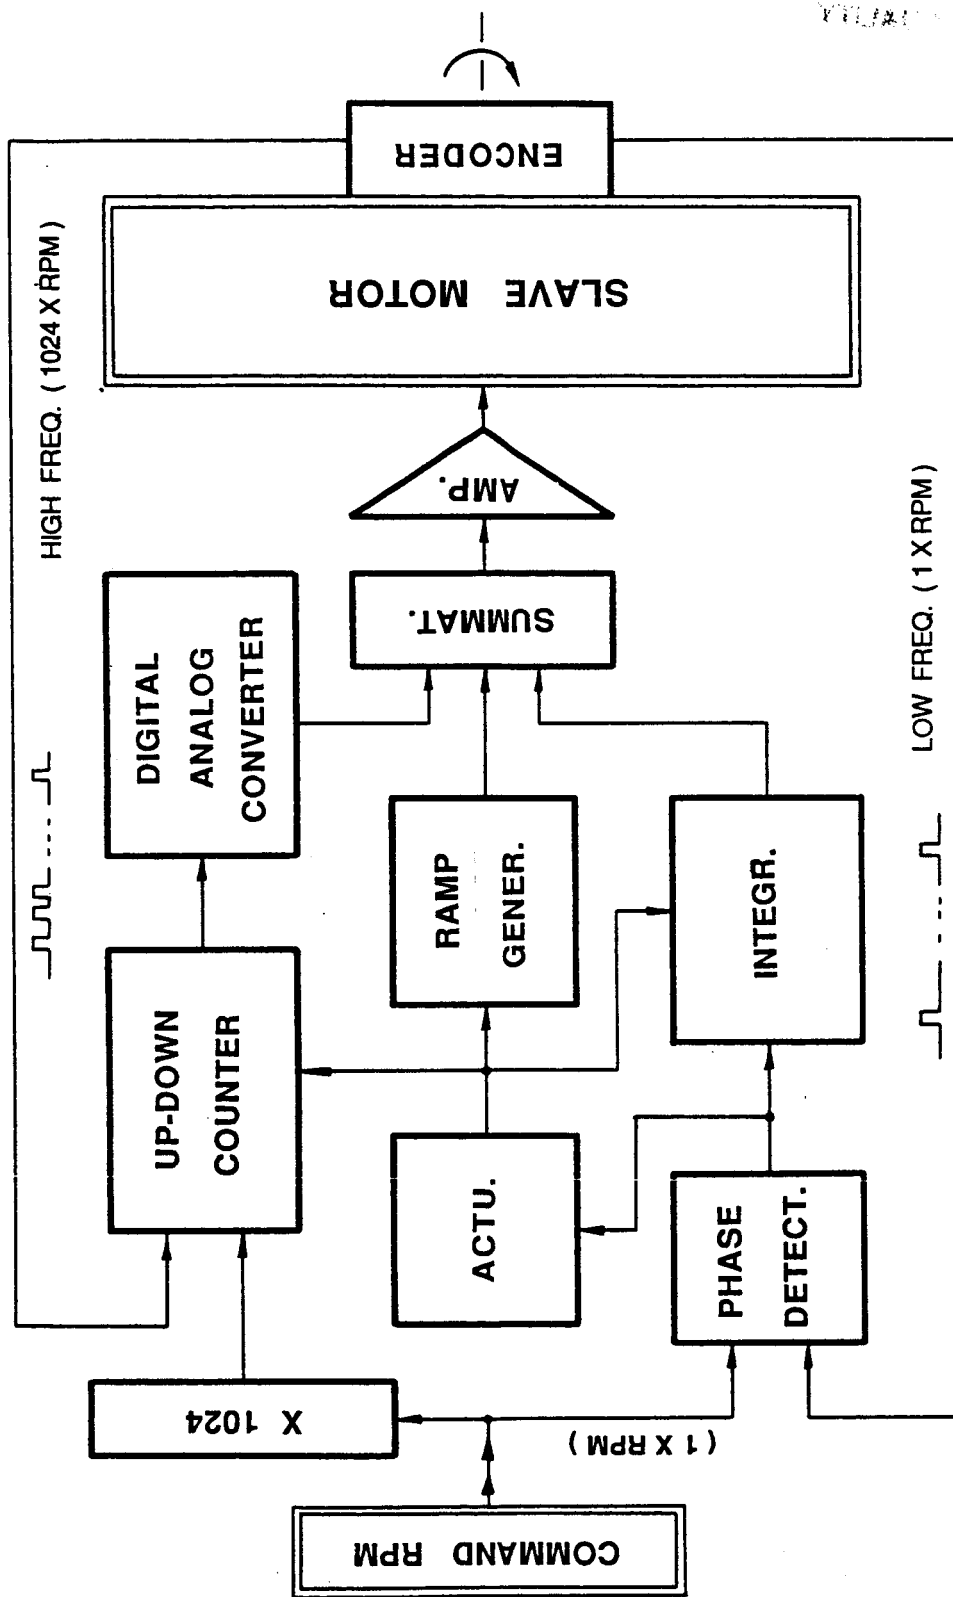 COMMAND RPM
X 1024
( 1 X RPM )
UP-DOWN
COUNTER
ACTU.
PHASE
DETECT.
DIGITAL
ANALOG
CONVERTER
RAMP
GENER.
INTEGR.
SUMMAT.
AMP.
SLAVE MOTOR
ENCODER
HIGH FREQ. ( 1024 X RPM )
LOW FREQ. ( 1 X RPM )